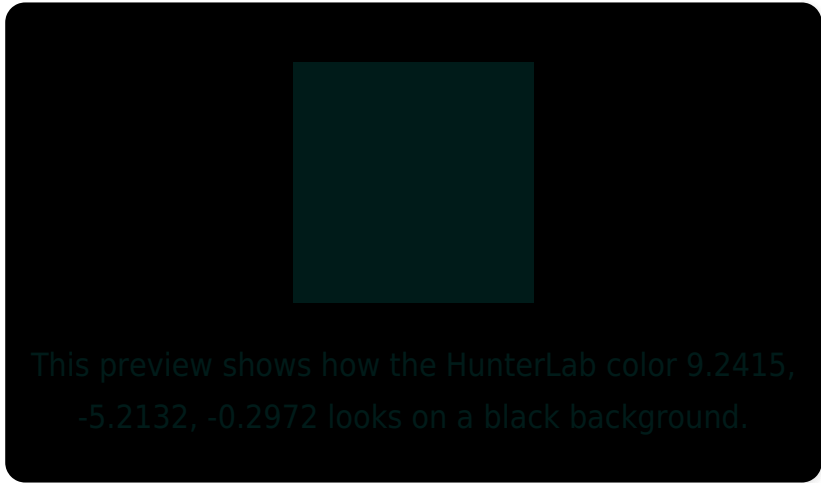 This preview shows how the HunterLab color 9.2415,
-5.2132, -0.2972 looks on a black background.